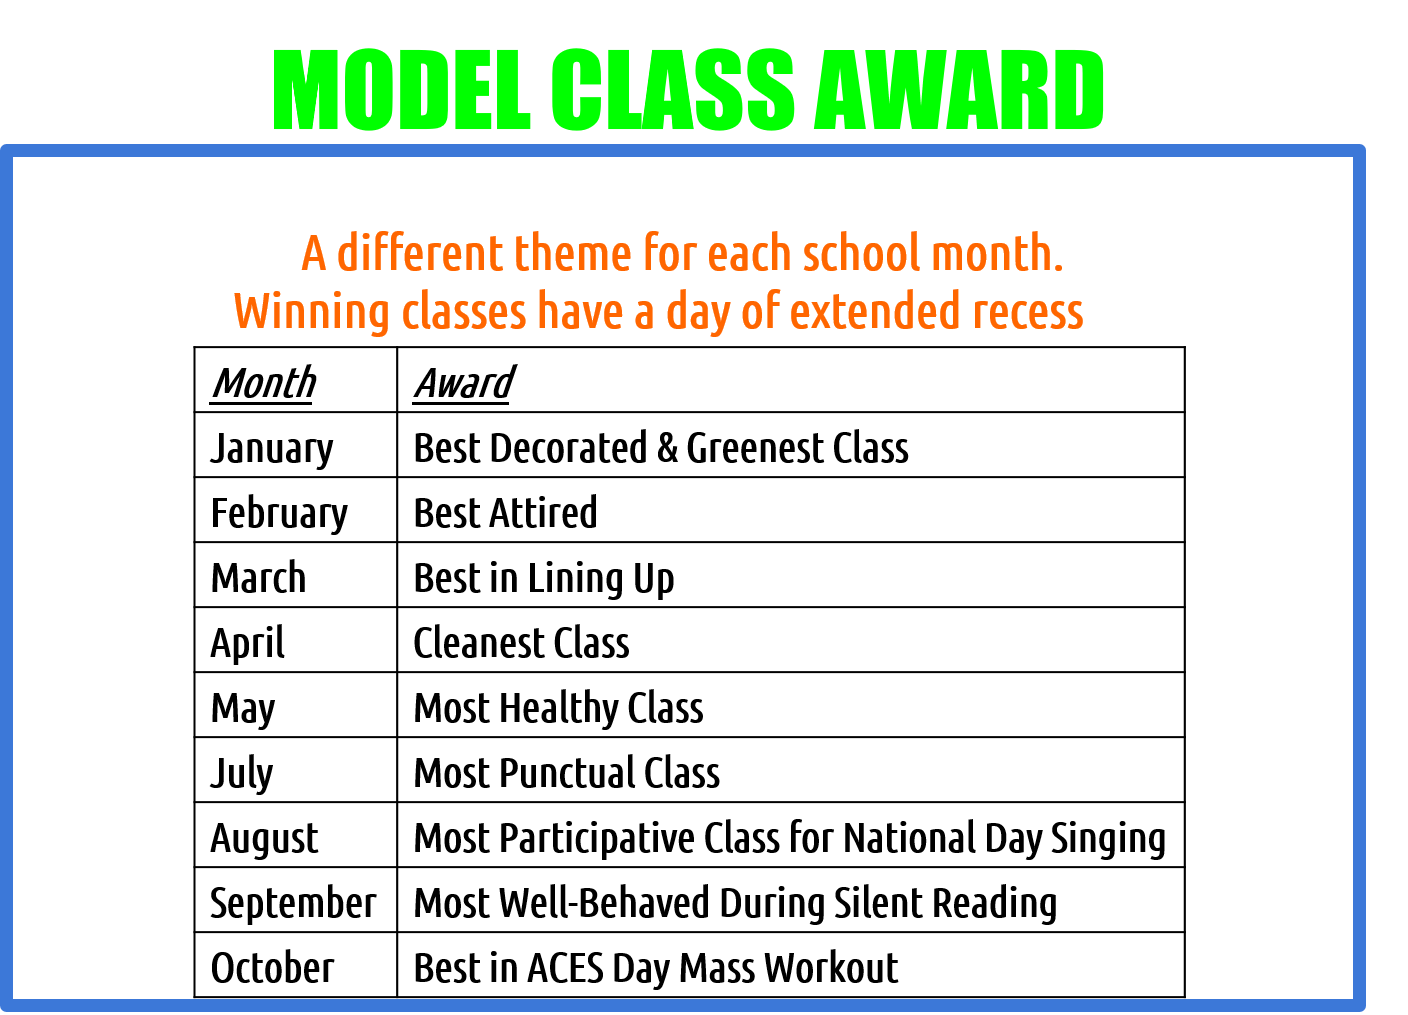 MODEL CLASS AWARD
A different theme for each school month.
Winning classes have a day of extended recess
Month Award
January Best Decorated & Greenest Class
February Best Attired
March Best in Lining Up
April Cleanest Class
May Most Healthy Class
July Most Punctual Class
August Most Participative Class for National Day Singing
September Most Well-Behaved During Silent Reading
October Best in ACES Day Mass Workout